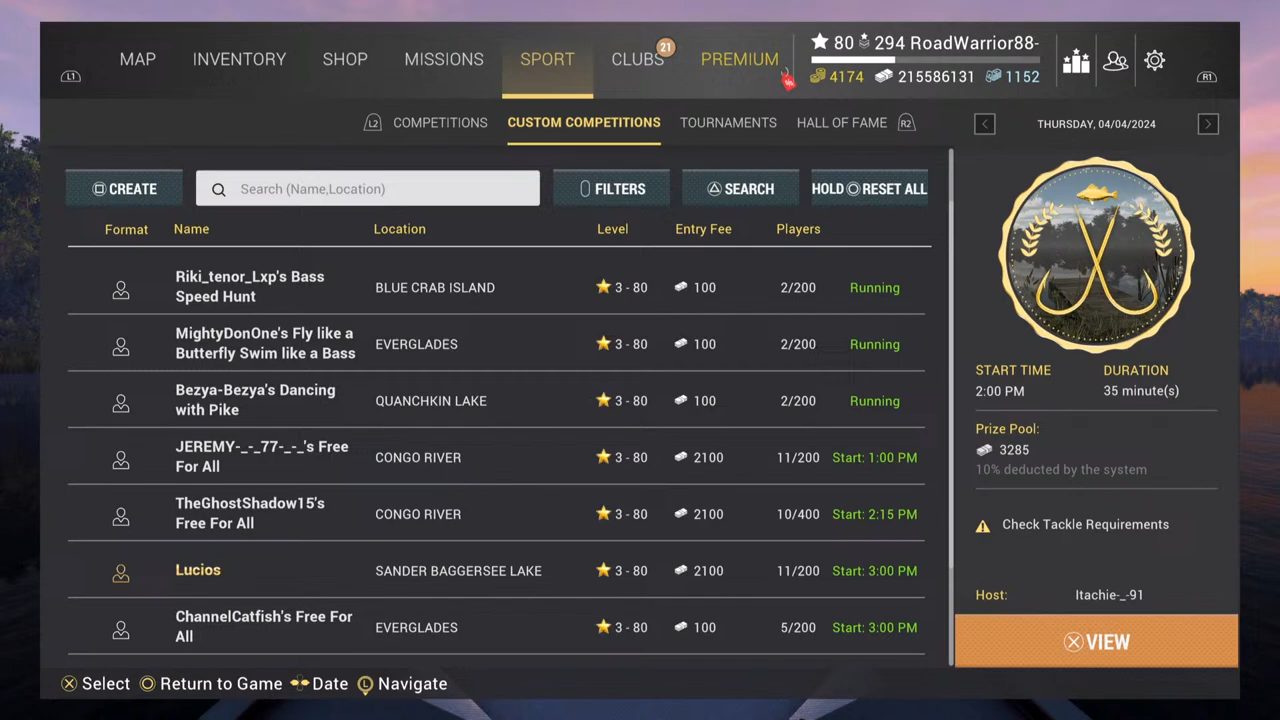 L1
MAP INVENTORY SHOP MISSIONS SPORT CLUBS 21 PREMIUM
80 294 RoadWarrior88-
4174 215586131 1152
R1
L2 COMPETITIONS CUSTOM COMPETITIONS TOURNAMENTS HALL OF FAME R2
THURSDAY, 04/04/2024
CREATE
Search (Name,Location)
FILTERS
SEARCH
HOLD RESET ALL
Format Name Location Level Entry Fee Players
Riki_tenor_Lxp's Bass
Speed Hunt
BLUE CRAB ISLAND 3 - 80 100 2/200 Running
MightyDonOne's Fly like a
Butterfly Swim like a Bass
EVERGLADES 3 - 80 100 2/200 Running
Bezya-Bezya's Dancing
with Pike
QUANCHKIN LAKE 3 - 80 100 2/200 Running
JEREMY-_-_77-_-_'s Free
For All
CONGO RIVER 3 - 80 2100 11/200 Start: 1:00 PM
TheGhostShadow15's
Free For All
CONGO RIVER 3 - 80 2100 10/400 Start: 2:15 PM
Lucios SANDER BAGGERSEE LAKE 3 - 80 2100 11/200 Start: 3:00 PM
ChannelCatfish's Free For
All
EVERGLADES 3 - 80 100 5/200 Start: 3:00 PM
START TIME DURATION
2:00 PM 35 minute(s)
Prize Pool:
3285
10% deducted by the system
Check Tackle Requirements
Host: Itachie-_-91
VIEW
Select Return to Game Date L Navigate